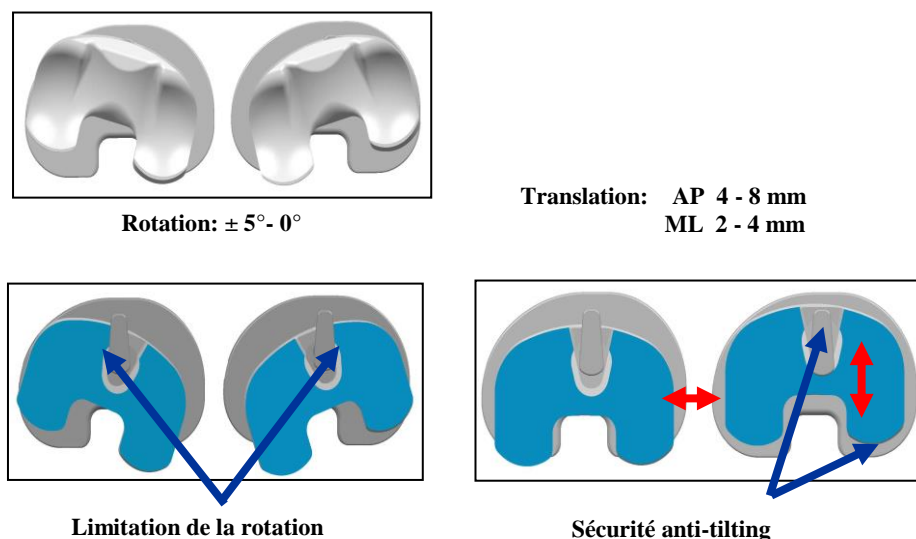 Rotation: ± 5°- 0°
Translation: AP 4 - 8 mm
ML 2 - 4 mm
Limitation de la rotation
Sécurité anti-tilting